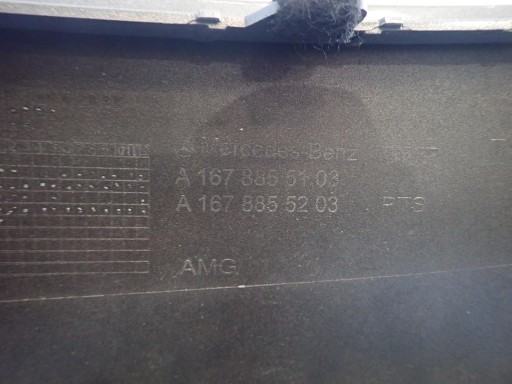 Mercedes-Benz
A 167 885 51 03
A 167 885 52 03 PTS
AMG